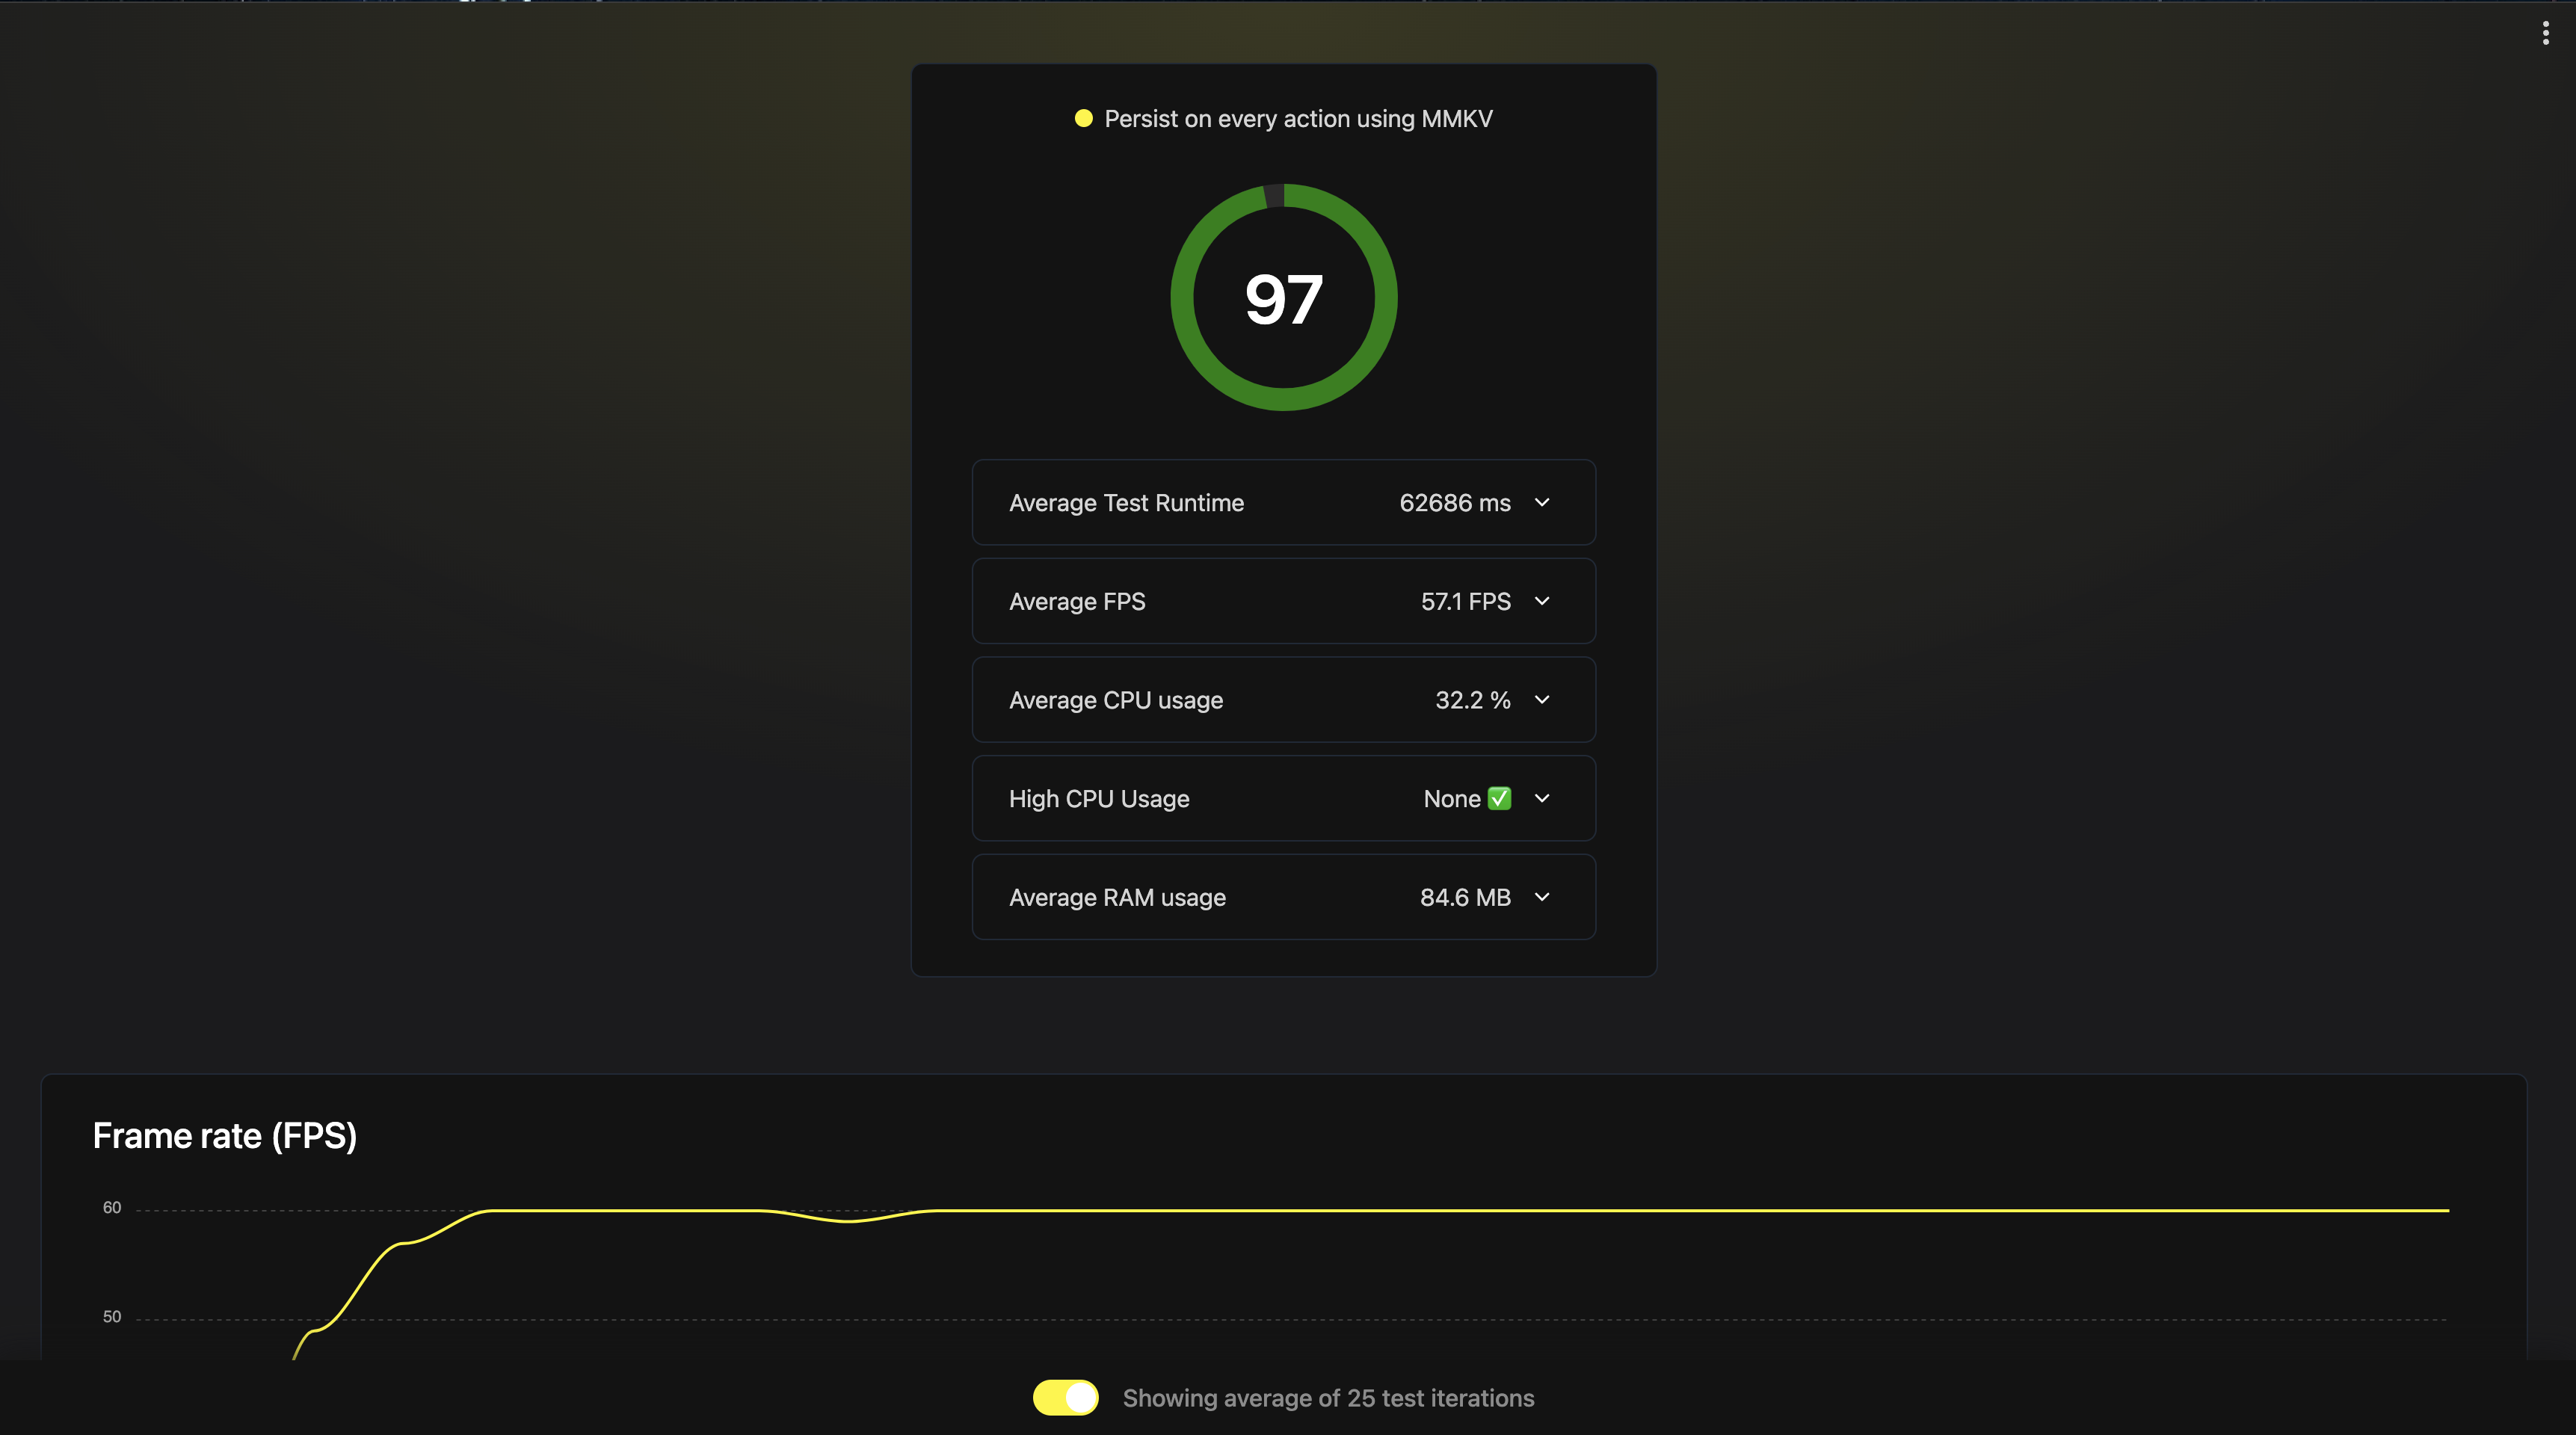 Persist on every action using MMKV
97
Average Test Runtime 62686 ms
Average FPS 57.1 FPS
Average CPU usage 32.2 %
High CPU Usage None ✅
Average RAM usage 84.6 MB
Frame rate (FPS)
60
50
Showing average of 25 test iterations